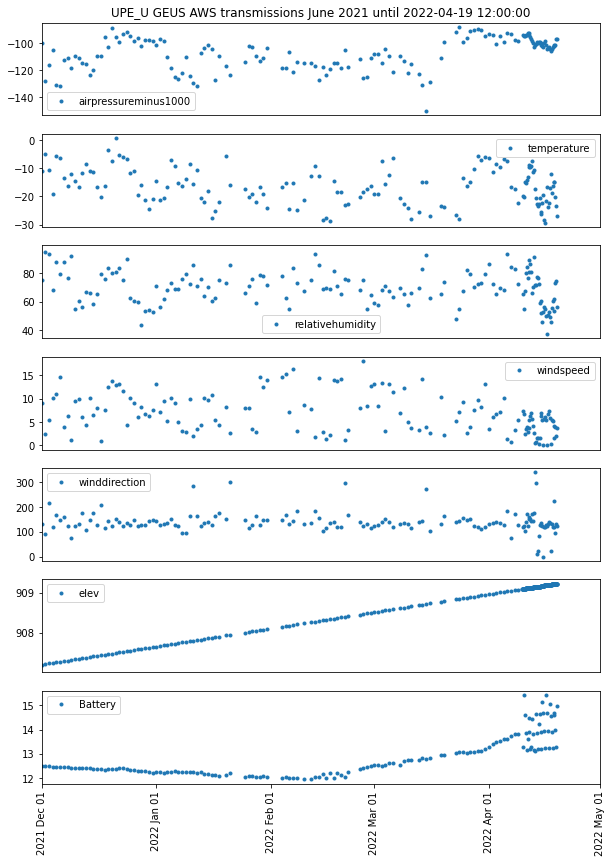 UPE_U GEUS AWS transmissions June 2021 until 2022-04-19 12:00:00
−100
−120
−140
airpressureminus1000
0
−10
−20
−30
temperature
80
60
40
relativehumidity
15
10
5
0
windspeed
300
200
100
0
winddirection
909
908
elev
15
14
13
12
Battery
2021 Dec 01
2022 Jan 01
2022 Feb 01
2022 Mar 01
2022 Apr 01
2022 May 01